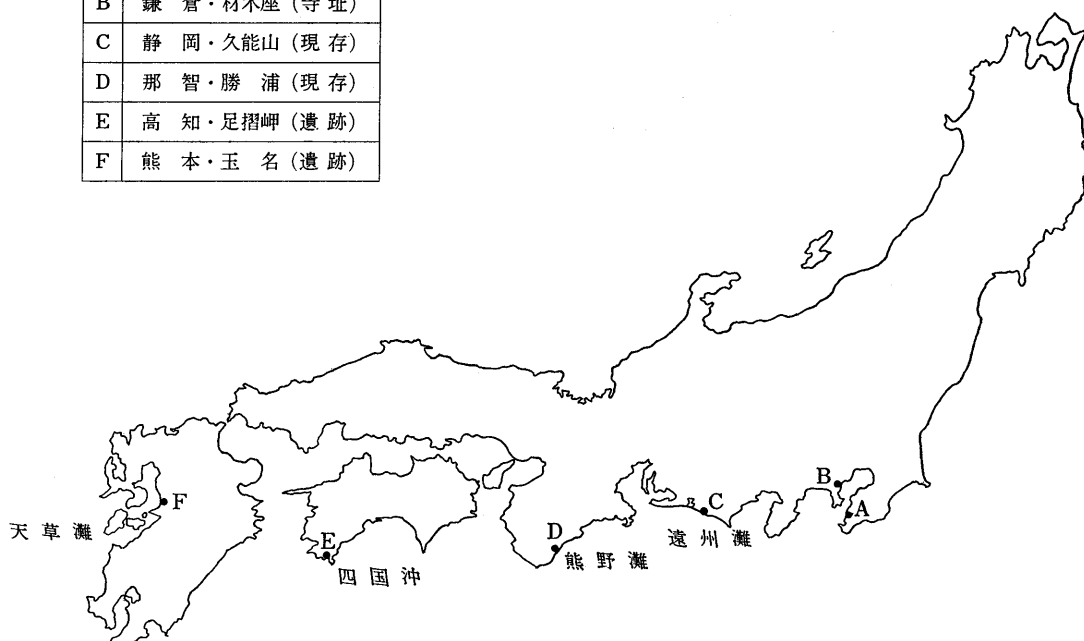 B 鎌 倉・材木座 (寺 址)
C 静 岡・久能山 (現 存)
D 那 智・勝 浦 (現 存)
E 高 知・足摺岬 (遺 跡)
F 熊 本・玉 名 (遺 跡)
B
B C
A
F
D
E
天 草 灘
遠 州 灘
熊 野 灘
四 国 沖